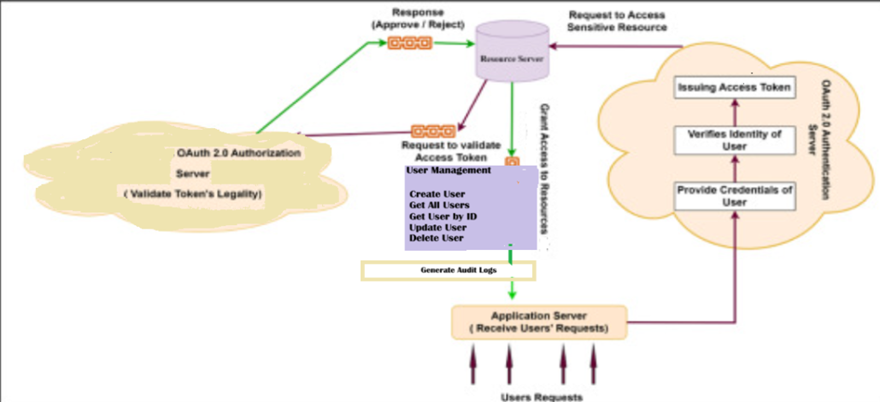 Response
(Approve / Reject)
Request to Access
Sensitive Resource
Resource Server
Issuing Access Token
OAuth 2.0 Authentication
Server
Verifies Identity of
User
Provide Credentials of
User
OAuth 2.0 Authorization
Server
( Validate Token's Legality)
Request to validate
Access Token
Grant Access to Resources
User Management
Create User
Get All Users
Get User by ID
Update User
Delete User
Generate Audit Logs
Application Server
( Receive Users' Requests)
Users Requests